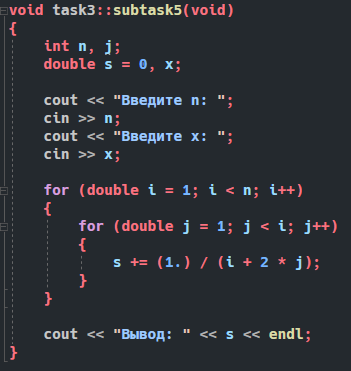 void task3::subtask5(void)
{
int n, j;
double s = 0, x;
cout << "Введите n: ";
cin >> n;
cout << "Введите x: ";
cin >> x;
for (double i = 1; i < n; i++)
{
for (double j = 1; j < i; j++)
{
s += (1.) / (i + 2 * j);
}
}
cout << "Вывод: " << s << endl;
}